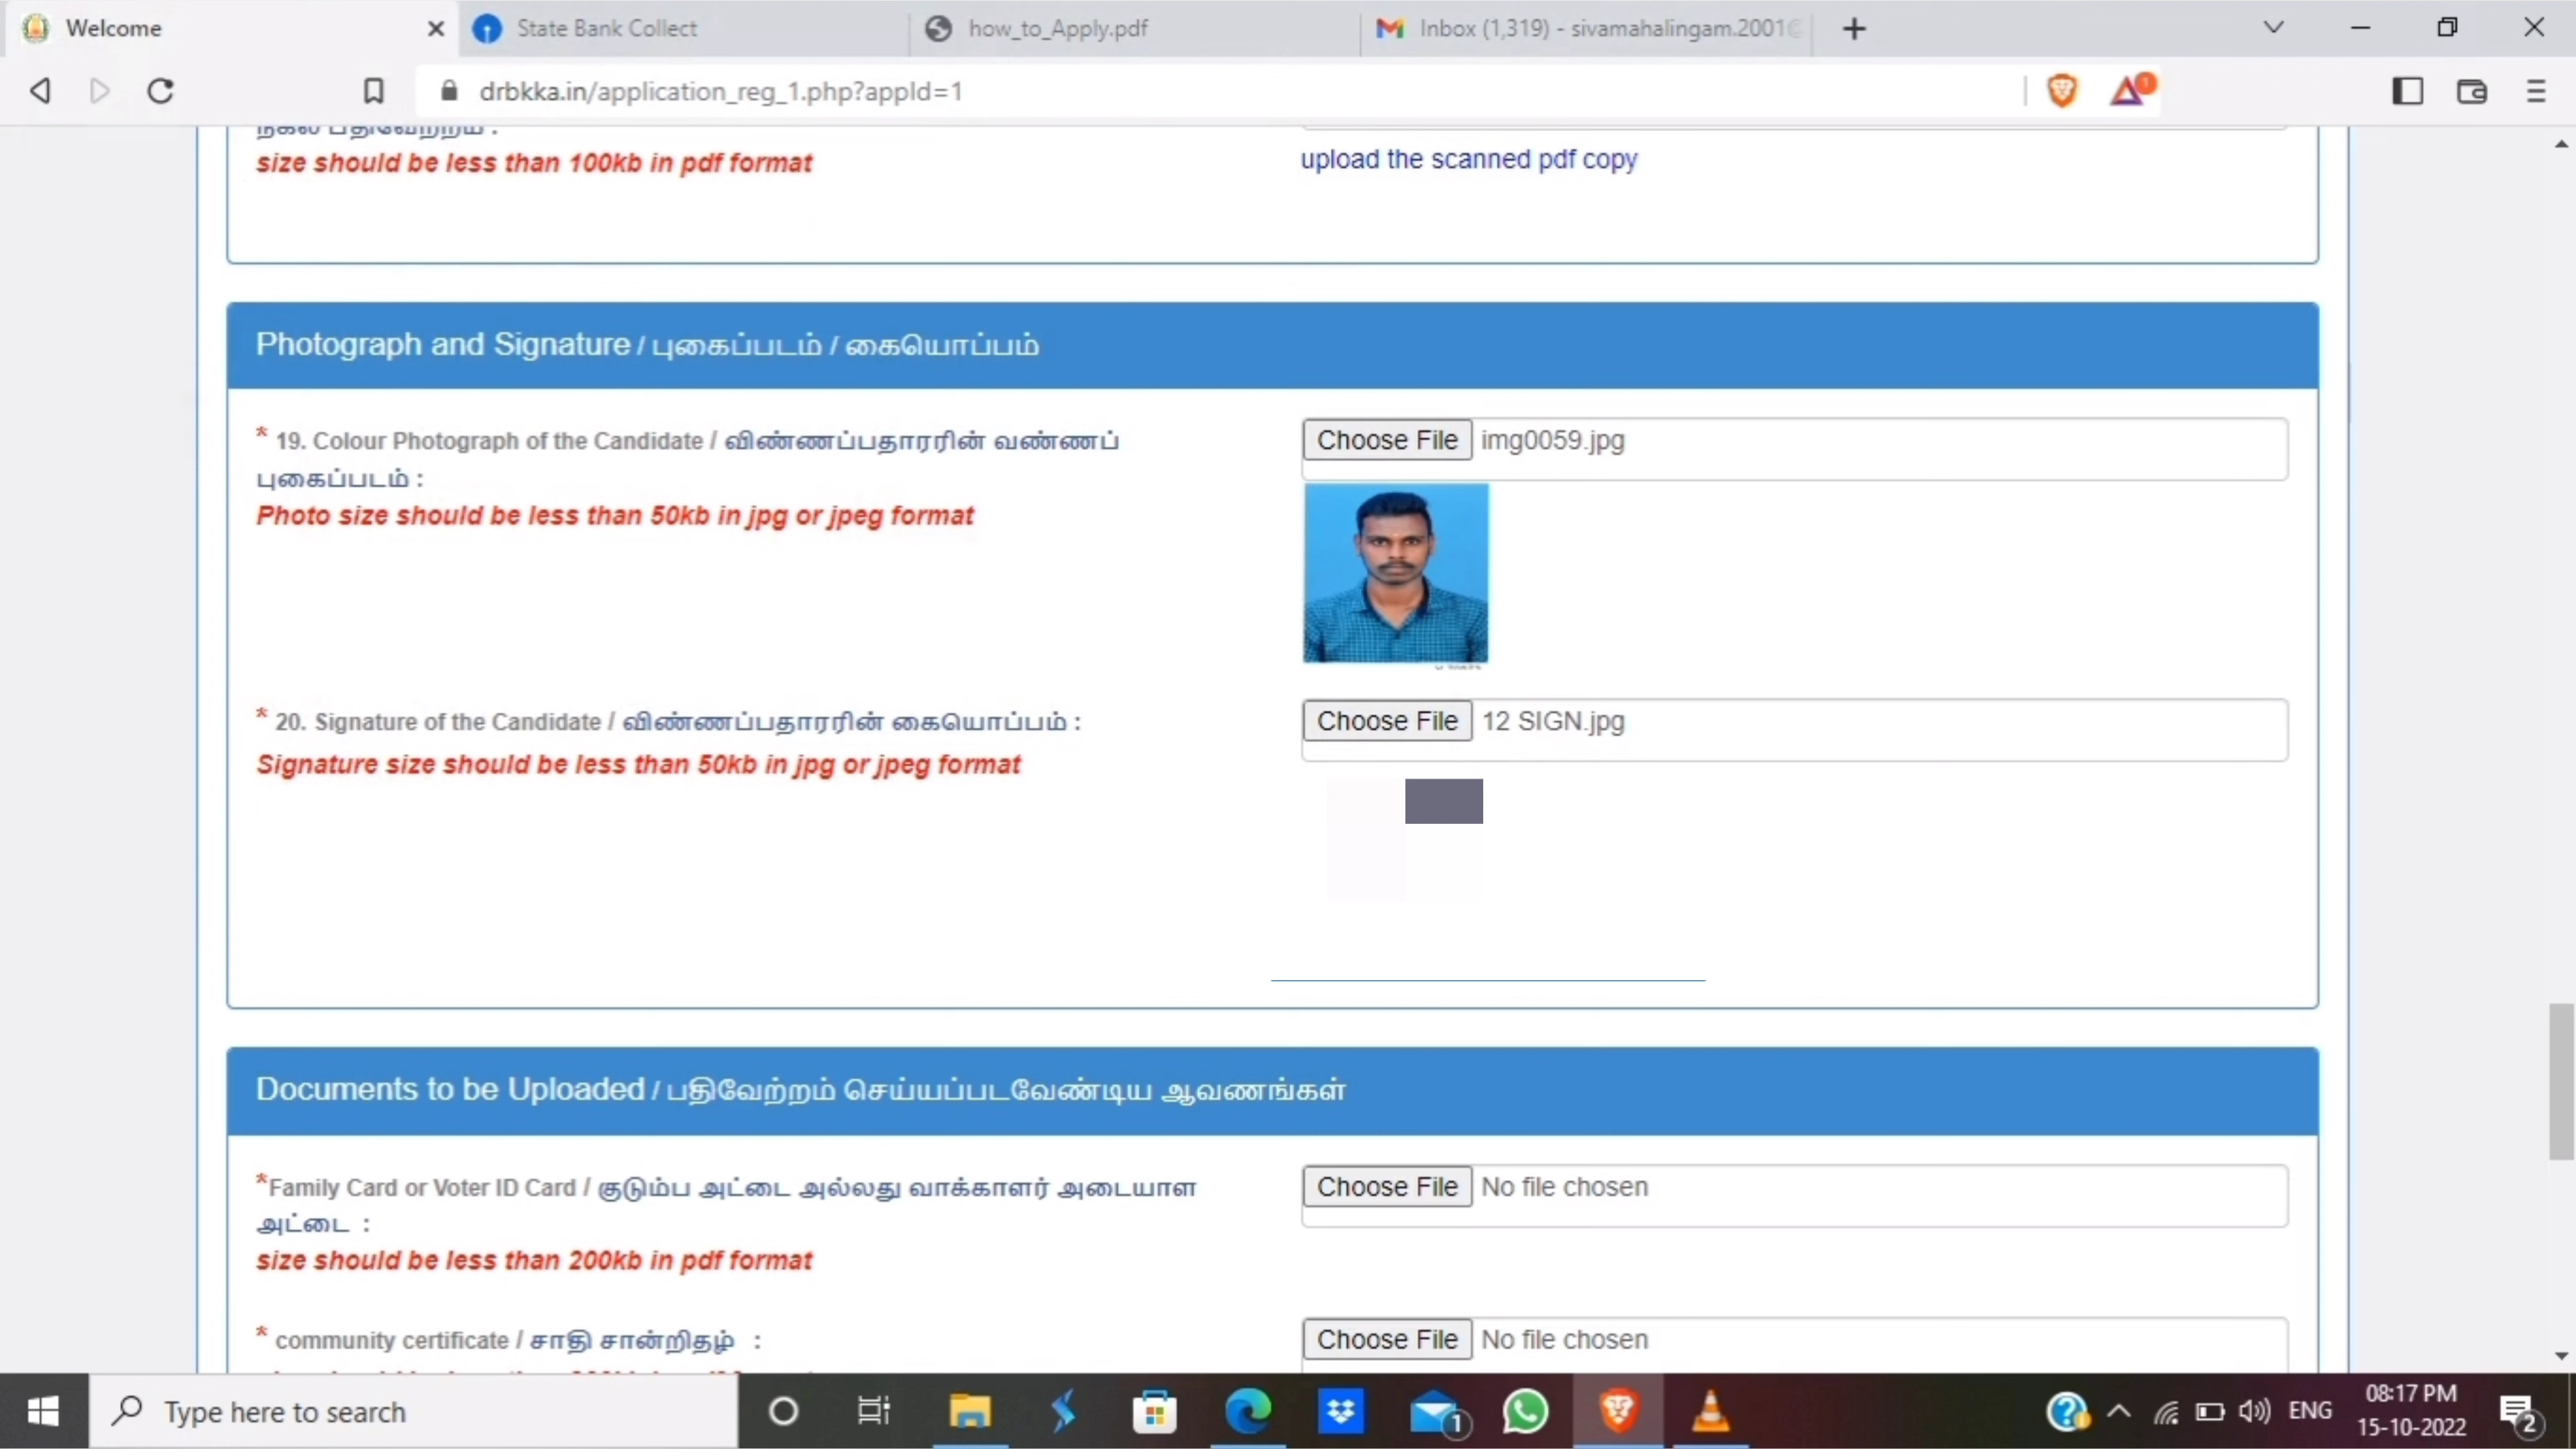 Welcome
State Bank Collect
how_to_Apply.pdf
Inbox (1,319) - sivamahalingam.2001@
drbkka.in/application_reg_1.php?appId=1
1
size should be less than 100kb in pdf format
upload the scanned pdf copy
Photograph and Signature / புகைப்படம் / கையொப்பம்
* 19. Colour Photograph of the Candidate / விண்ணப்பதாரரின் வண்ணப்
புகைப்படம் :
Photo size should be less than 50kb in jpg or jpeg format
Choose File img0059.jpg
* 20. Signature of the Candidate / விண்ணப்பதாரரின் கையொப்பம் :
Signature size should be less than 50kb in jpg or jpeg format
Choose File 12 SIGN.jpg
Documents to be Uploaded / பதிவேற்றம் செய்யப்படவேண்டிய ஆவணங்கள்
*Family Card or Voter ID Card / குடும்ப அட்டை அல்லது வாக்காளர் அடையாள
அட்டை :
size should be less than 200kb in pdf format
Choose File No file chosen
* community certificate / சாதி சான்றிதழ் :
Choose File No file chosen
Type here to search
1
ENG
08:17 PM
15-10-2022
2